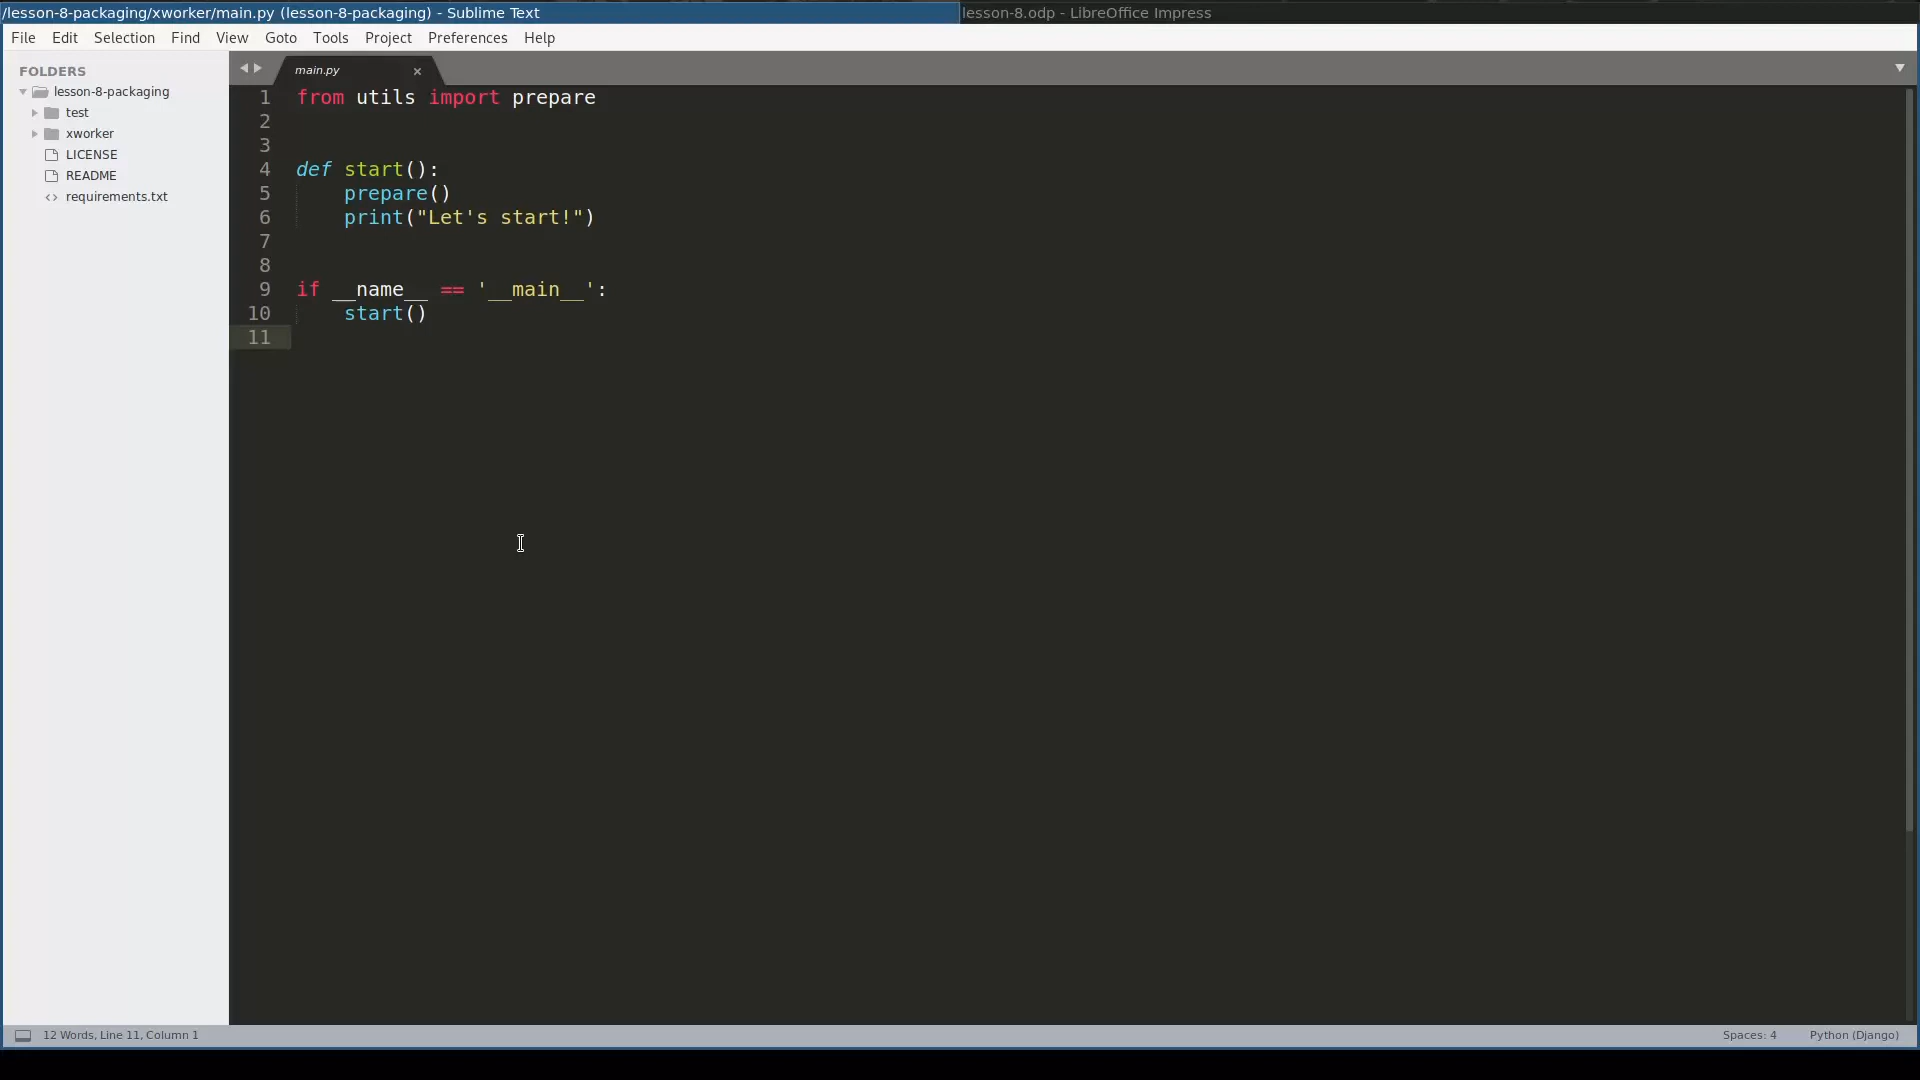 /lesson-8-packaging/xworker/main.py (lesson-8-packaging) - Sublime Text
lesson-8.odp - LibreOffice Impress
File Edit Selection Find View Goto Tools Project Preferences Help
FOLDERS
lesson-8-packaging
test
xworker
LICENSE
README
requirements.txt
main.py
1 from utils import prepare
2
3
4 def start():
5     prepare()
6     print("Let's start!")
7
8
9 if __name__ == '__main__':
10     start()
11
12 Words, Line 11, Column 1
Spaces: 4
Python (Django)